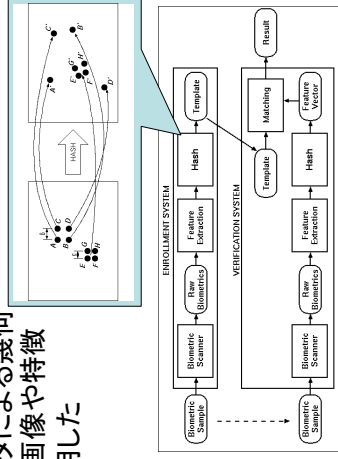 による幾何
画像や特徴
した
A C
B D
E G
F H
HASH
C'
B'
A'
G'
E' H'
F'
D'
ENROLLMENT SYSTEM
Biometric Sample
Biometric Scanner
Raw Biometrics
Feature Extraction
Hash
Template
VERIFICATION SYSTEM
Template
Matching
Result
Biometric Sample
Biometric Scanner
Raw Biometrics
Feature Extraction
Hash
Feature Vector